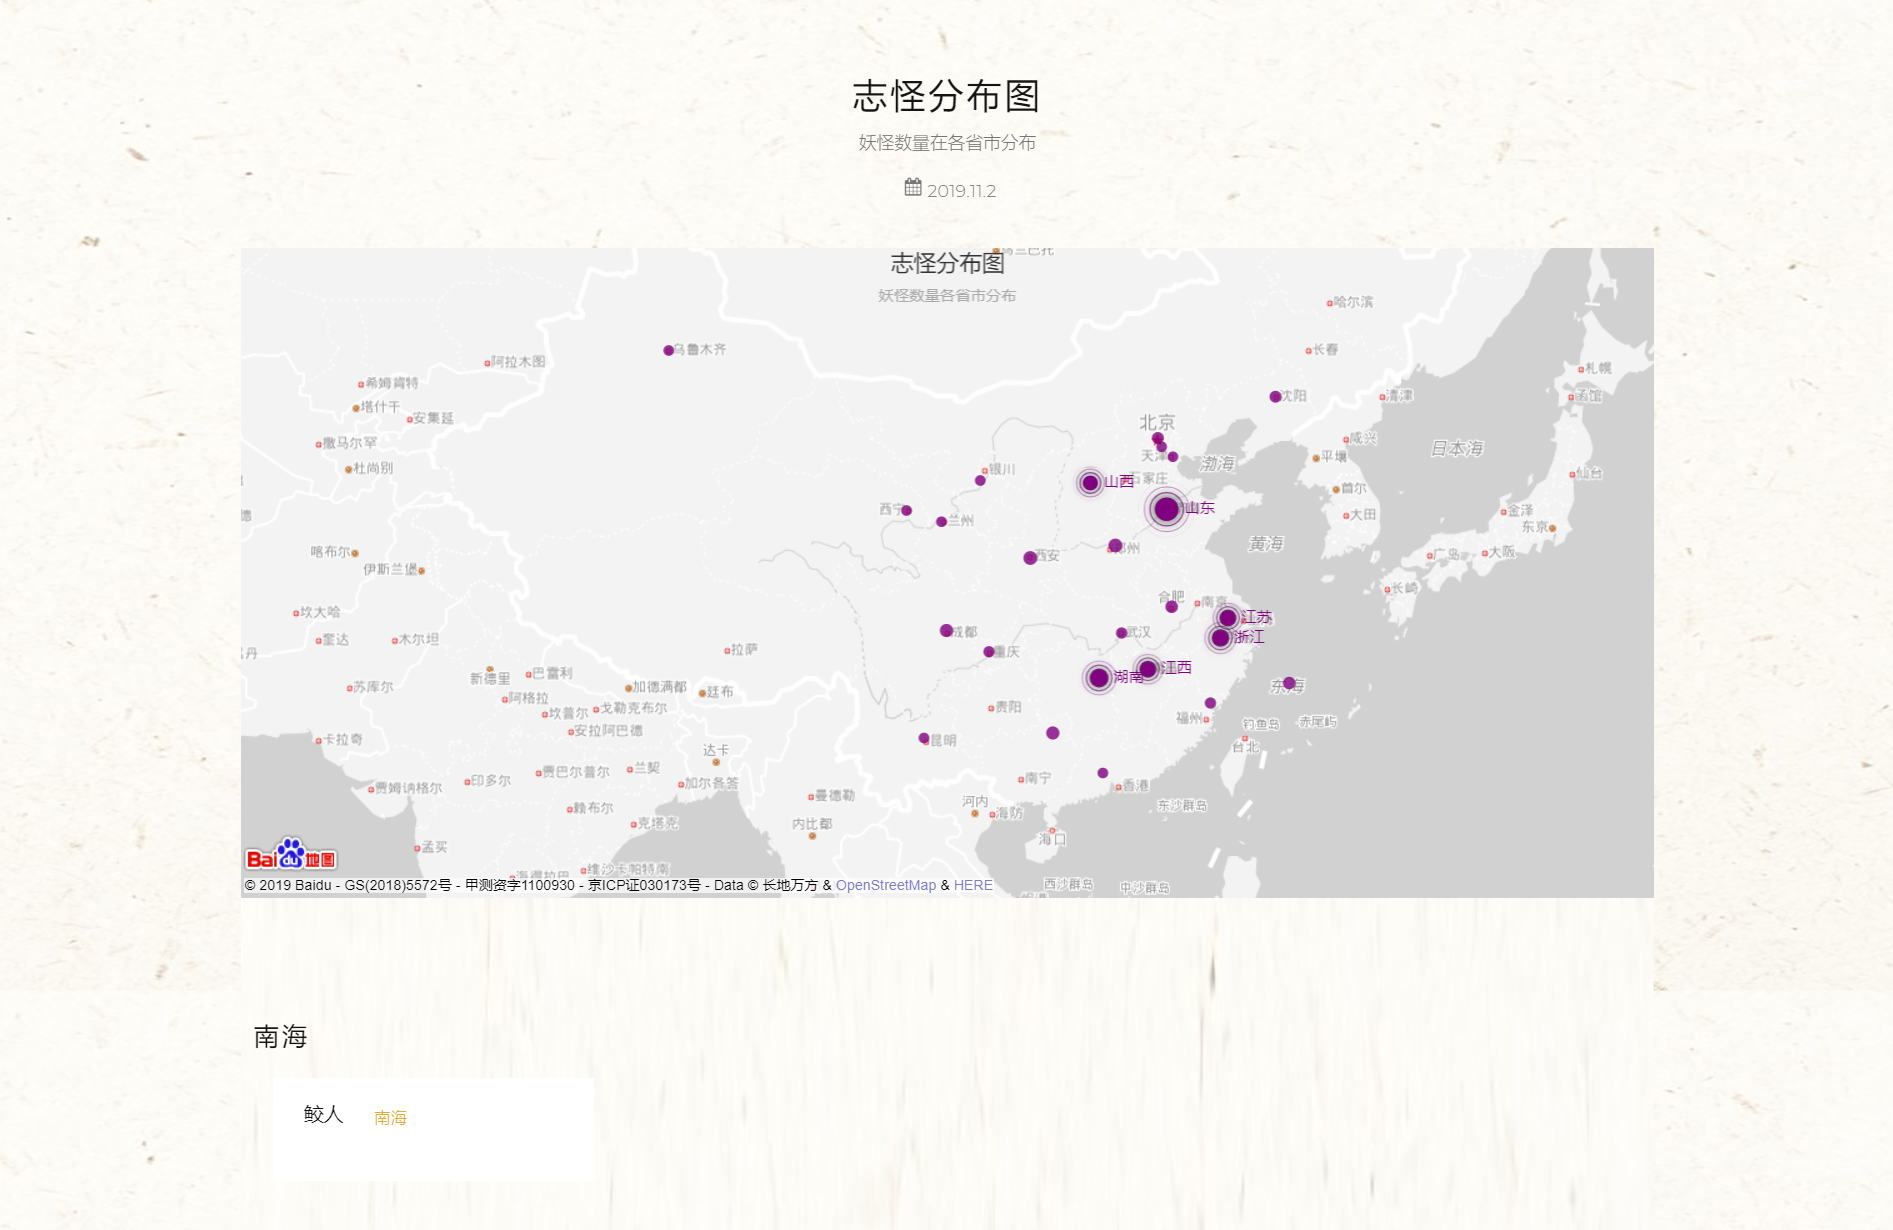 志怪分布图
妖怪数量在各省市分布
2019.11.2
志怪分布图
妖怪数量各省市分布
哈尔滨
乌鲁木齐
长春
阿拉木图
札幌
希姆肯特
沈阳
清津
函馆
塔什干
安集延
北京
撒马尔罕
咸兴
日本海
天津
平壤
渤海
杜尚别
银川
石家庄
仙台
山西
首尔
西宁
山东
金泽
大田
兰州
东京
黄海
喀布尔
西安
郑州
广岛
大阪
伊斯兰堡
长崎
合肥
南京
坎大哈
江苏
奎达
木尔坦
成都
武汉
浙江
拉萨
重庆
江西
巴雷利
湖南
新德里
苏库尔
加德满都
廷布
东海
阿格拉
戈勒克布尔
贵阳
坎普尔
福州
钓鱼岛
赤尾屿
安拉阿巴德
卡拉奇
昆明
台北
达卡
贾巴尔普尔
兰契
印多尔
南宁
加尔各答
香港
贾姆讷格尔
曼德勒
河内
东沙群岛
赖布尔
海防
克塔克
内比都
海口
孟买
Bai du 地图
维沙卡帕特南
海得拉巴
© 2019 Baidu - GS(2018)5572号 - 甲测资字1100930 - 京ICP证030173号 - Data © 长地万方 & OpenStreetMap & HERE
西沙群岛
中沙群岛
南海
鲛人 南海